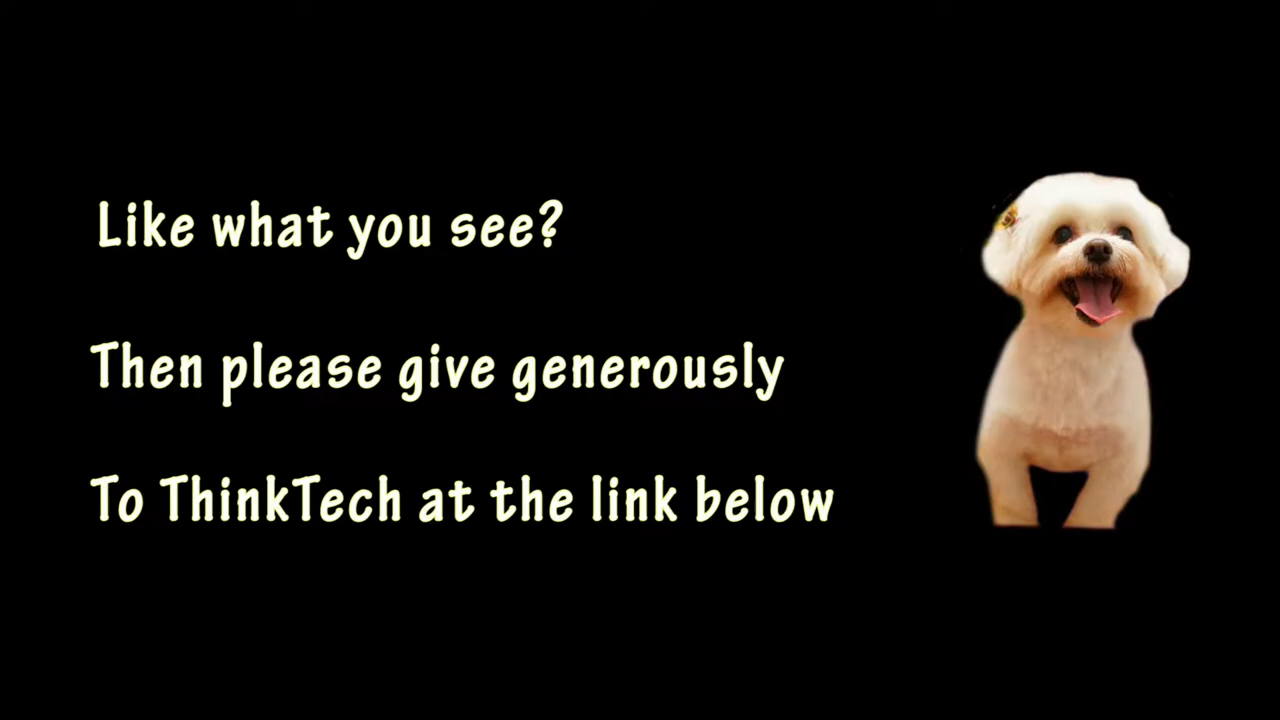 Like what you see?
Then please give generously
To ThinkTech at the link below